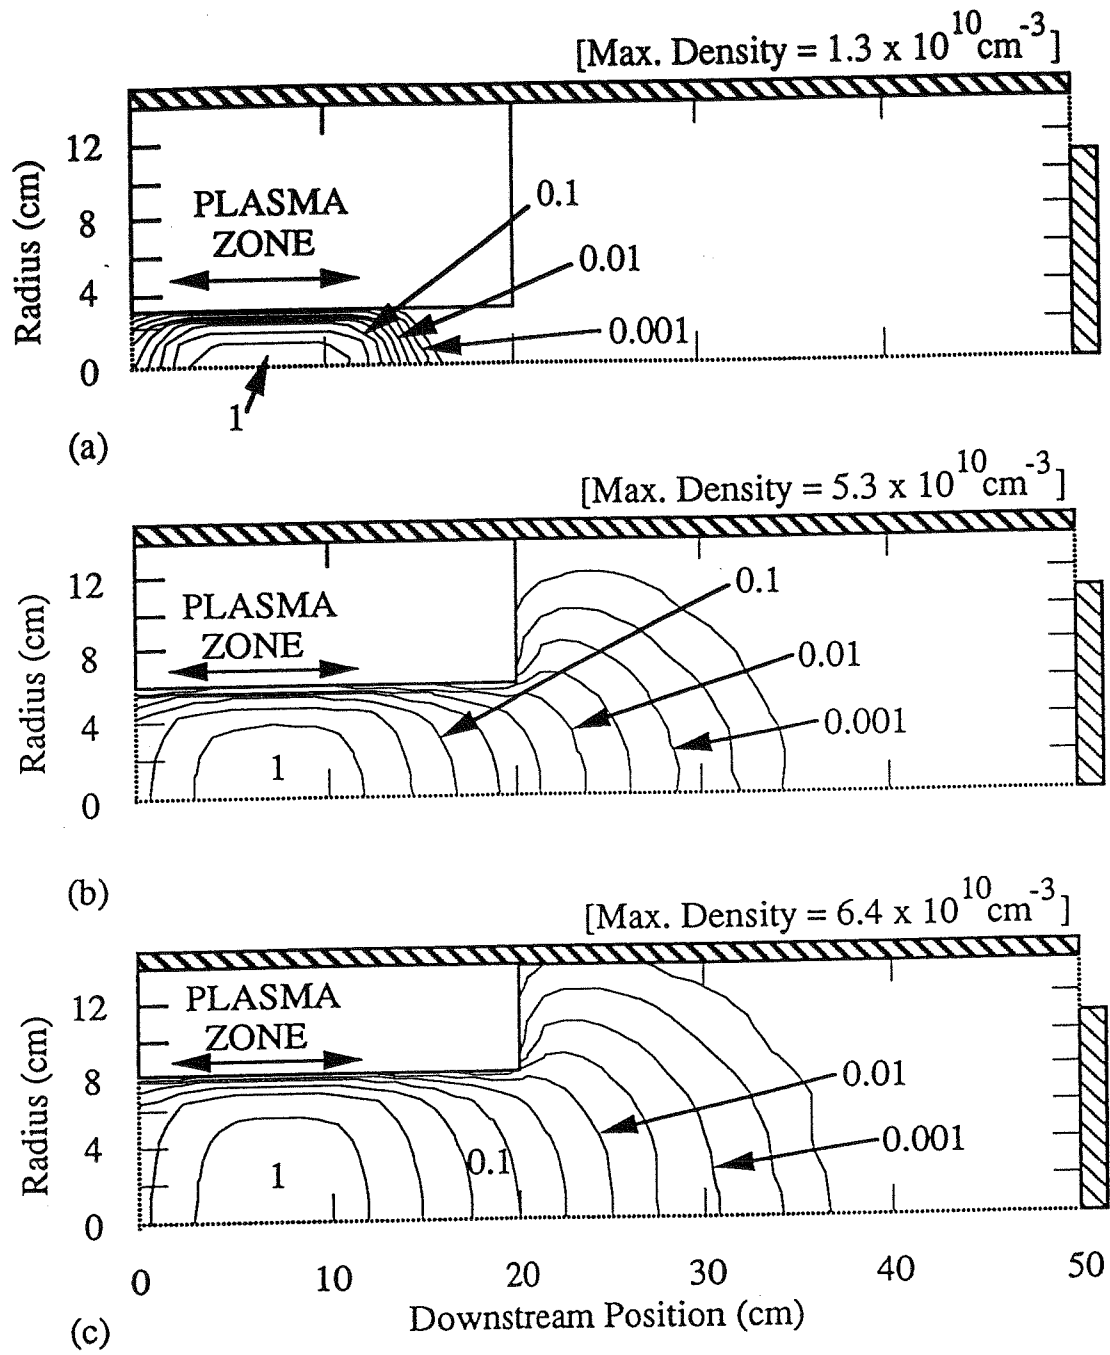 [Max. Density = 1.3 x 10^10 cm^-3]
12
8
4
0
Radius (cm)
PLASMA
ZONE
0.1
0.01
0.001
1
(a)
[Max. Density = 5.3 x 10^10 cm^-3]
12
8
4
0
Radius (cm)
PLASMA
ZONE
0.1
0.01
0.001
1
(b)
[Max. Density = 6.4 x 10^10 cm^-3]
12
8
4
0
Radius (cm)
PLASMA
ZONE
0.01
0.001
0.1
1
0 10 20 30 40 50
Downstream Position (cm)
(c)